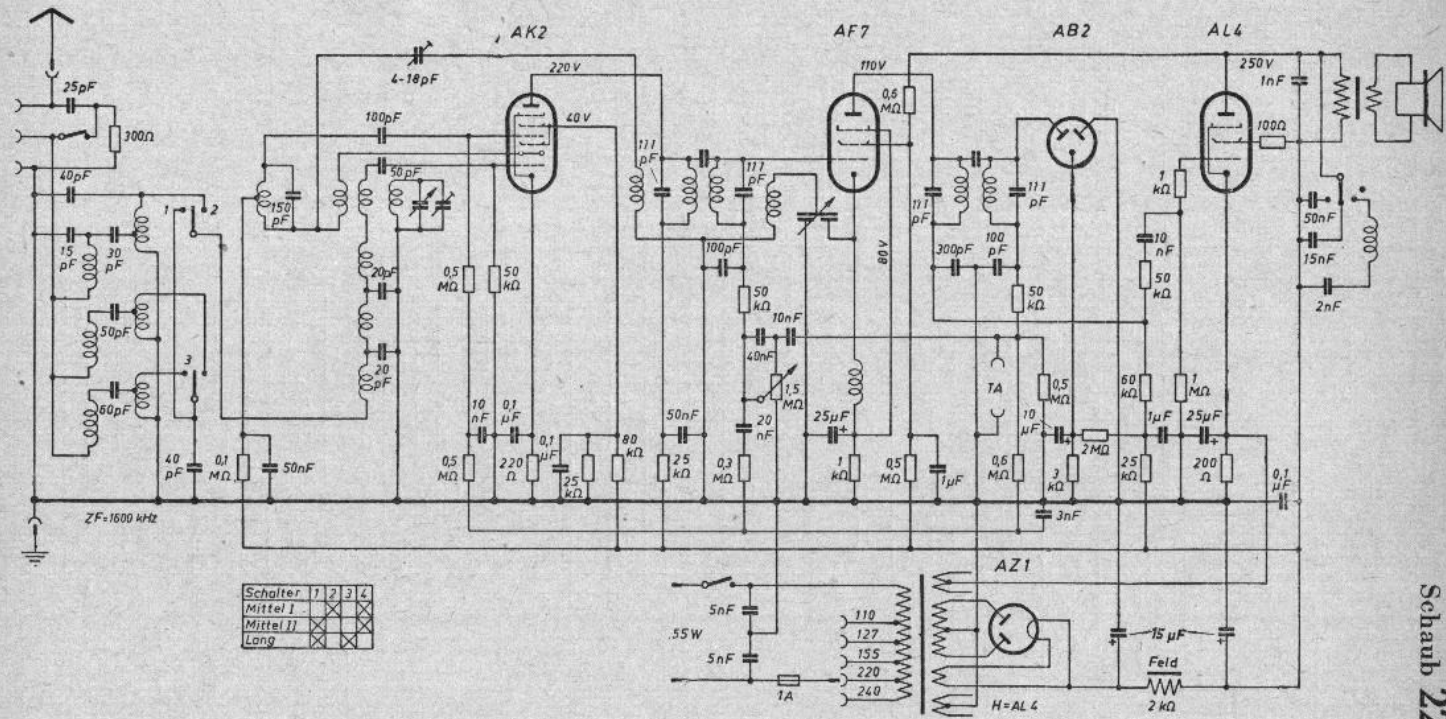 AK2
AF7
AB2
AL4
25pF
300Ω
40pF
15 pF
30 pF
50pF
60pF
1
2
3
40 pF
0,1 MΩ
50nF
ZF=1600 kHz
4-18pF
100pF
150 pF
50pF
20pF
20 pF
220V
40V
0,5 MΩ
50 kΩ
10 nF
0,1 µF
0,5 MΩ
220 Ω
0,1 µF
25 kΩ
80 kΩ
111 pF
111 pF
100pF
50 kΩ
10nF
40nF
1,5 MΩ
20 nF
0,3 MΩ
50nF
25 kΩ
110V
0,6 MΩ
80V
25µF
+
1 kΩ
0,5 MΩ
1µF
111 pF
111 pF
300pF
100 pF
50 kΩ
TA
0,6 MΩ
0,5 MΩ
10 µF
+
3 kΩ
3nF
2MΩ
60 kΩ
25 kΩ
1µF
1 kΩ
10 nF
50 kΩ
1 MΩ
25µF
+
200 Ω
250V
1nF
100Ω
50nF
15nF
2nF
0,1 µF
Schalter 1 2 3 4
Mittel I
Mittel II
Lang
55W
5nF
5nF
1A
110
127
155
220
240
AZ1
H=AL4
15 µF
+
+
Feld
2 kΩ
Schaub